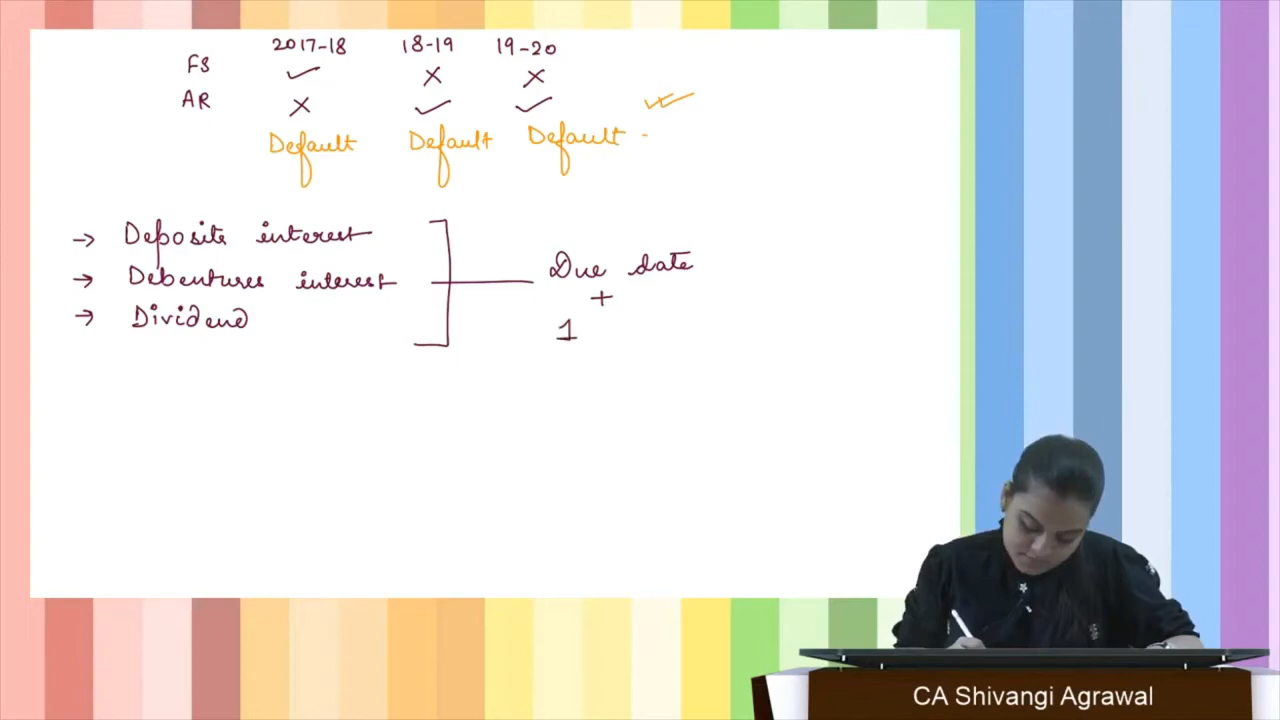 2017-18 18-19 19-20
FS ✓ ✗ ✗
AR ✗ ✓ ✓
Default Default Default
→ Deposite interest
→ Debentures interest
→ Dividend
Due date
+
1
CA Shivangi Agrawal